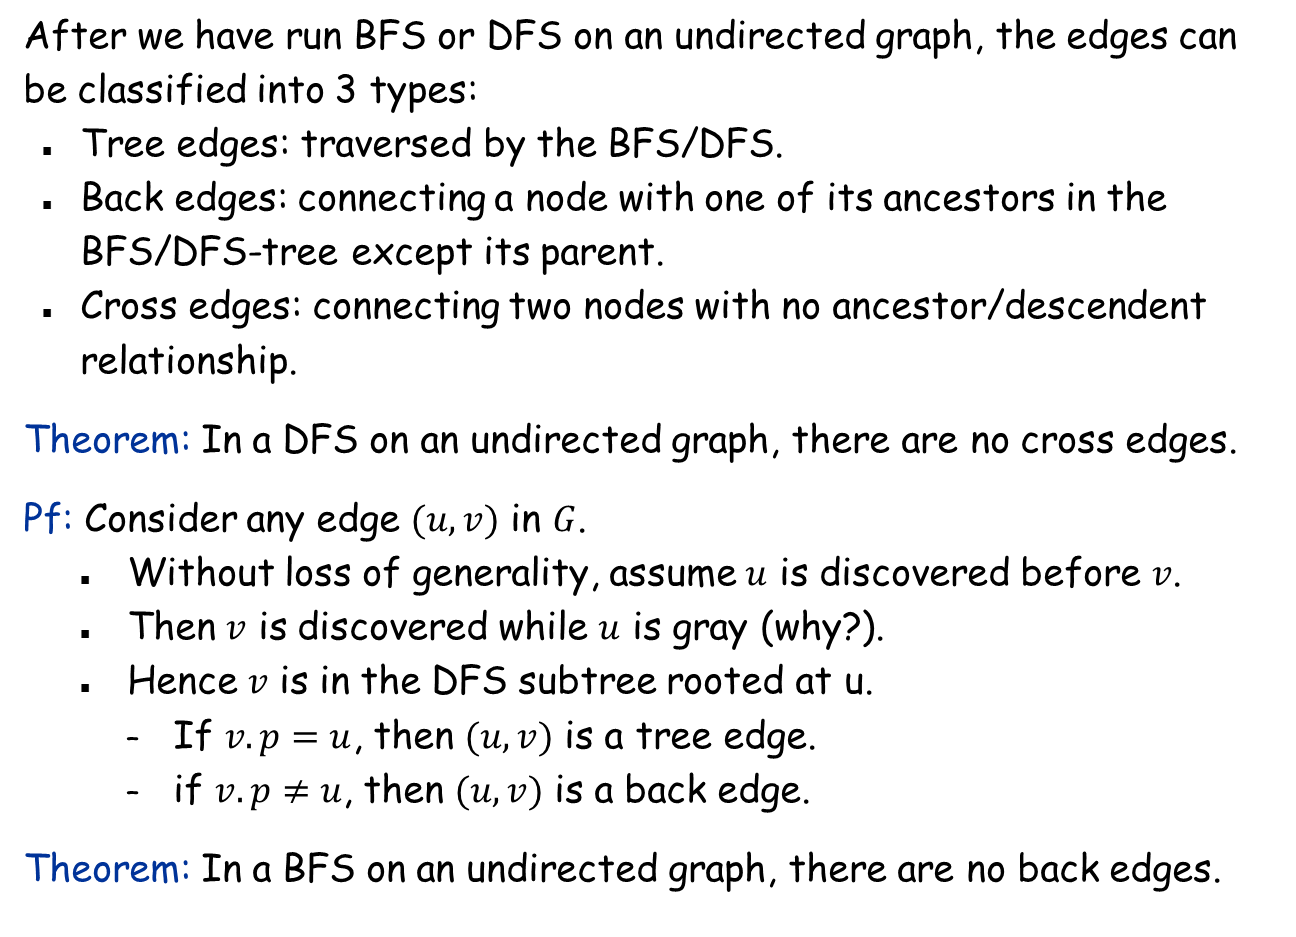 After we have run BFS or DFS on an undirected graph, the edges can
be classified into 3 types:
▪ Tree edges: traversed by the BFS/DFS.
▪ Back edges: connecting a node with one of its ancestors in the
BFS/DFS-tree except its parent.
▪ Cross edges: connecting two nodes with no ancestor/descendent
relationship.
Theorem: In a DFS on an undirected graph, there are no cross edges.
Pf: Consider any edge (u, v) in G.
▪ Without loss of generality, assume u is discovered before v.
▪ Then v is discovered while u is gray (why?).
▪ Hence v is in the DFS subtree rooted at u.
- If v.p = u, then (u, v) is a tree edge.
- if v.p ≠ u, then (u, v) is a back edge.
Theorem: In a BFS on an undirected graph, there are no back edges.